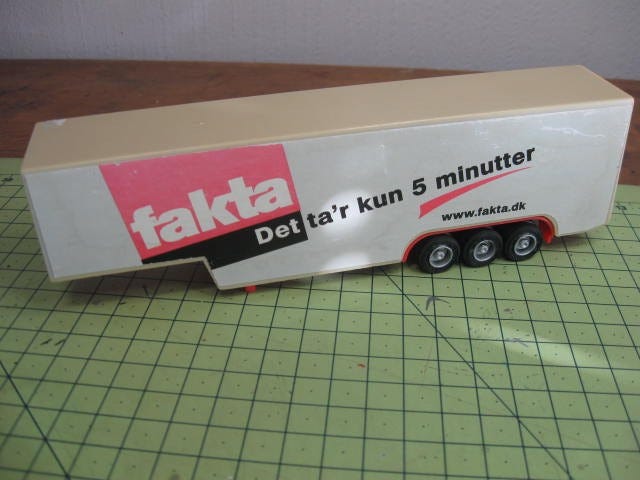 fakta
Det ta'r kun 5 minutter
www.fakta.dk